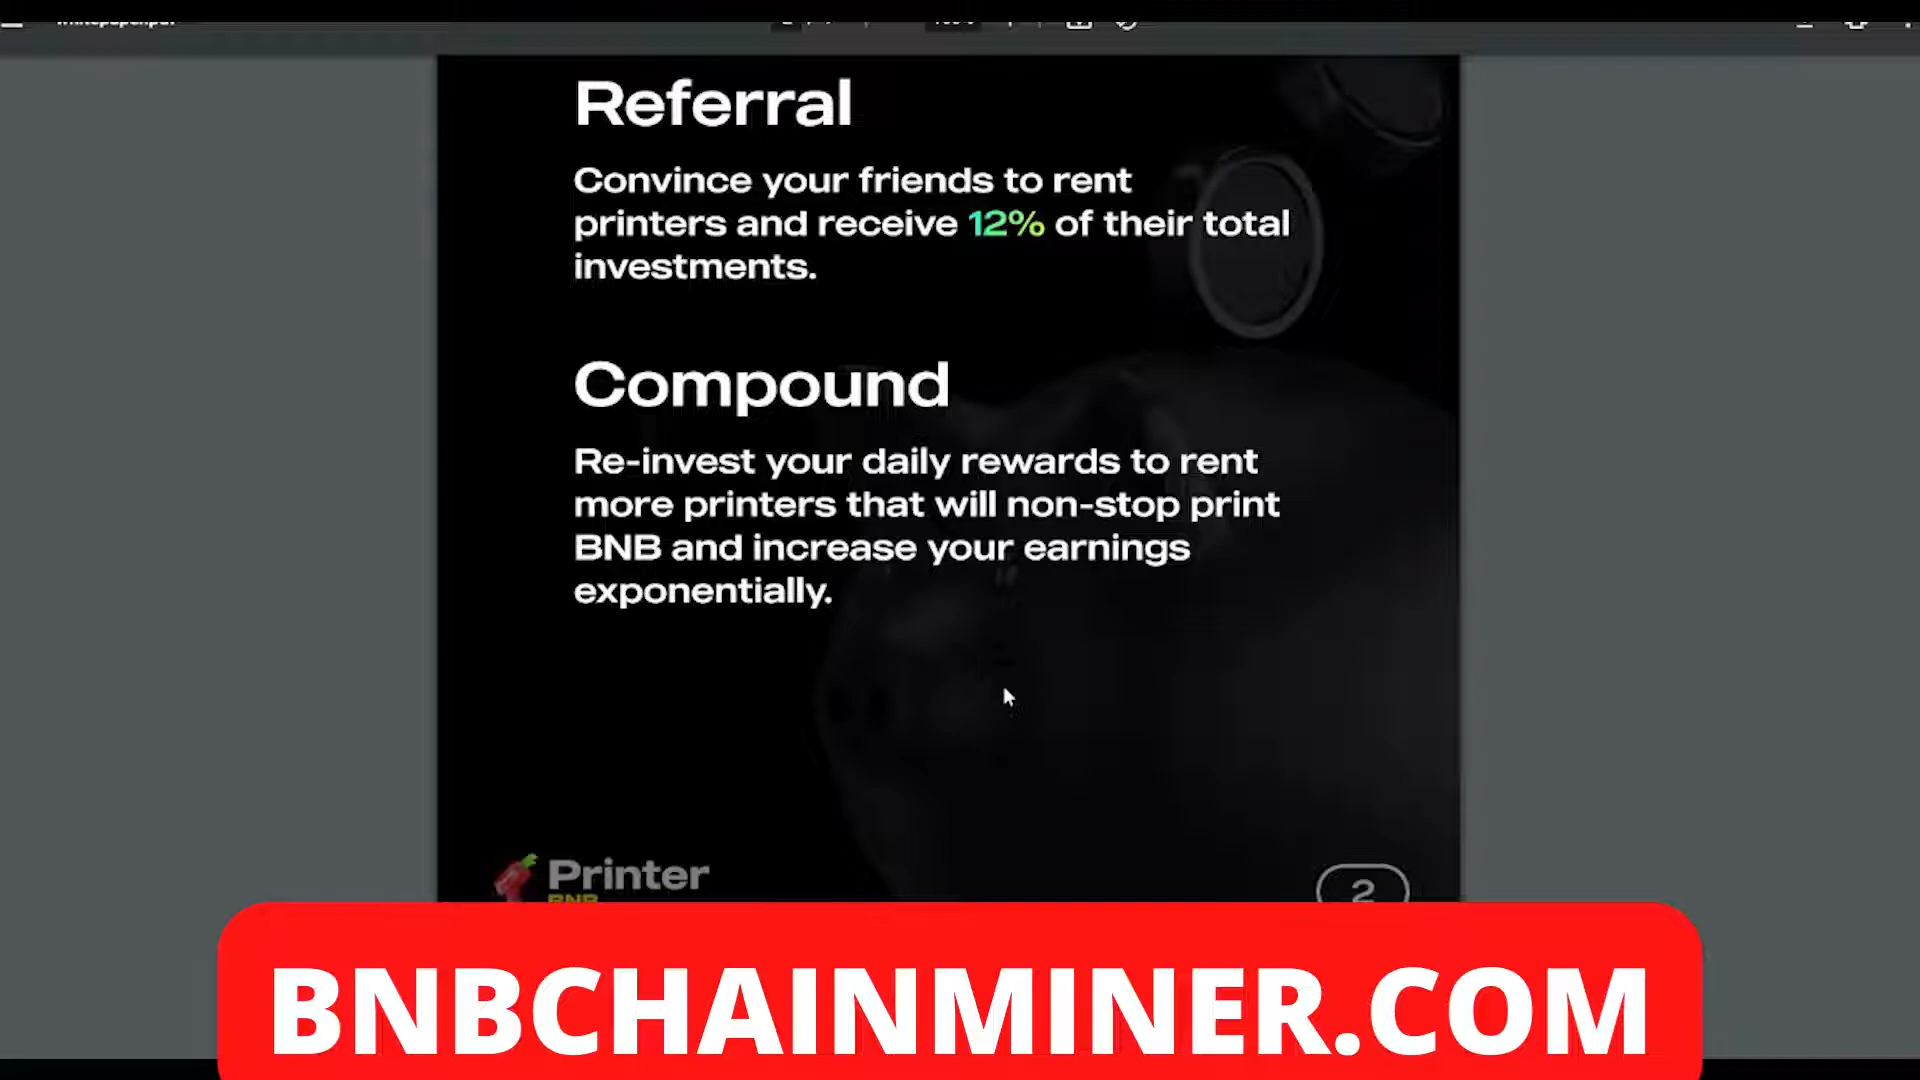 Referral
Convince your friends to rent
printers and receive 12% of their total
investments.
Compound
Re-invest your daily rewards to rent
more printers that will non-stop print
BNB and increase your earnings
exponentially.
Printer
BNB
2
BNBCHAINMINER.COM